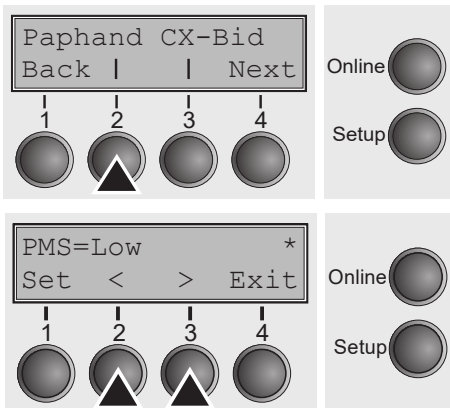 Paphand CX-Bid
Back | | Next
1 2 3 4
Online
Setup
PMS=Low *
Set < > Exit
1 2 3 4
Online
Setup